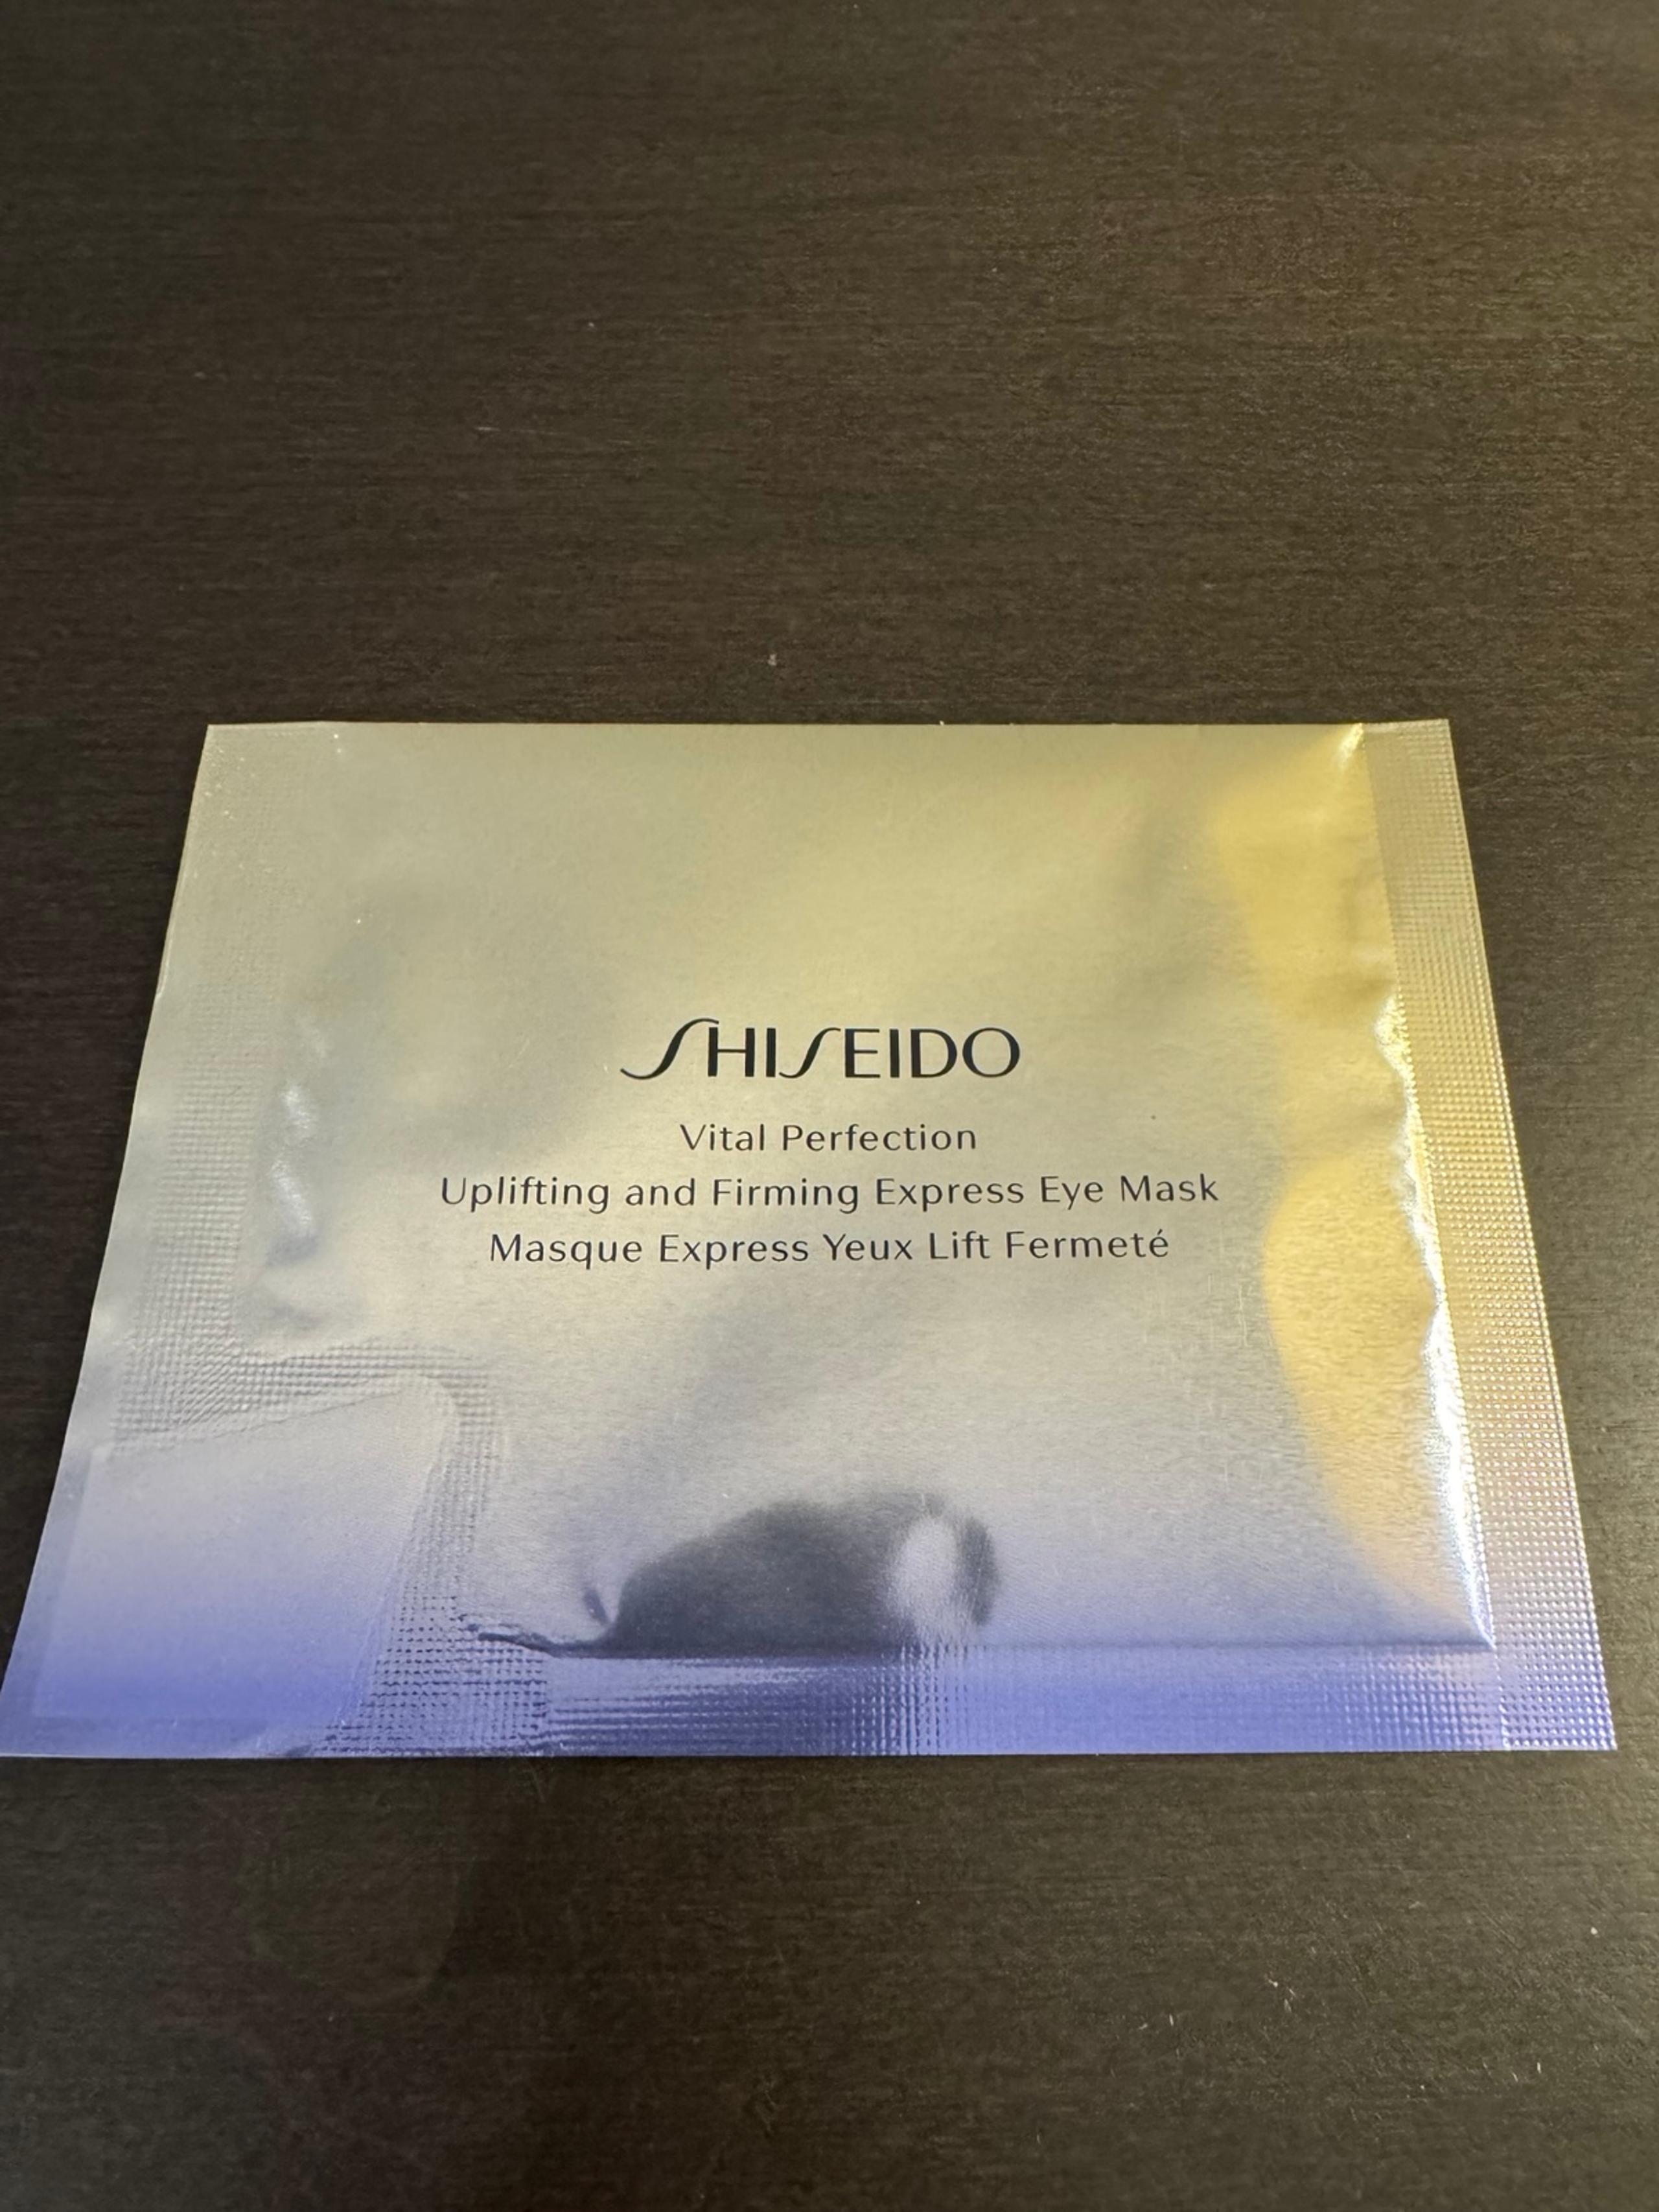 SHISEIDO
Vital Perfection
Uplifting and Firming Express Eye Mask
Masque Express Yeux Lift Fermeté